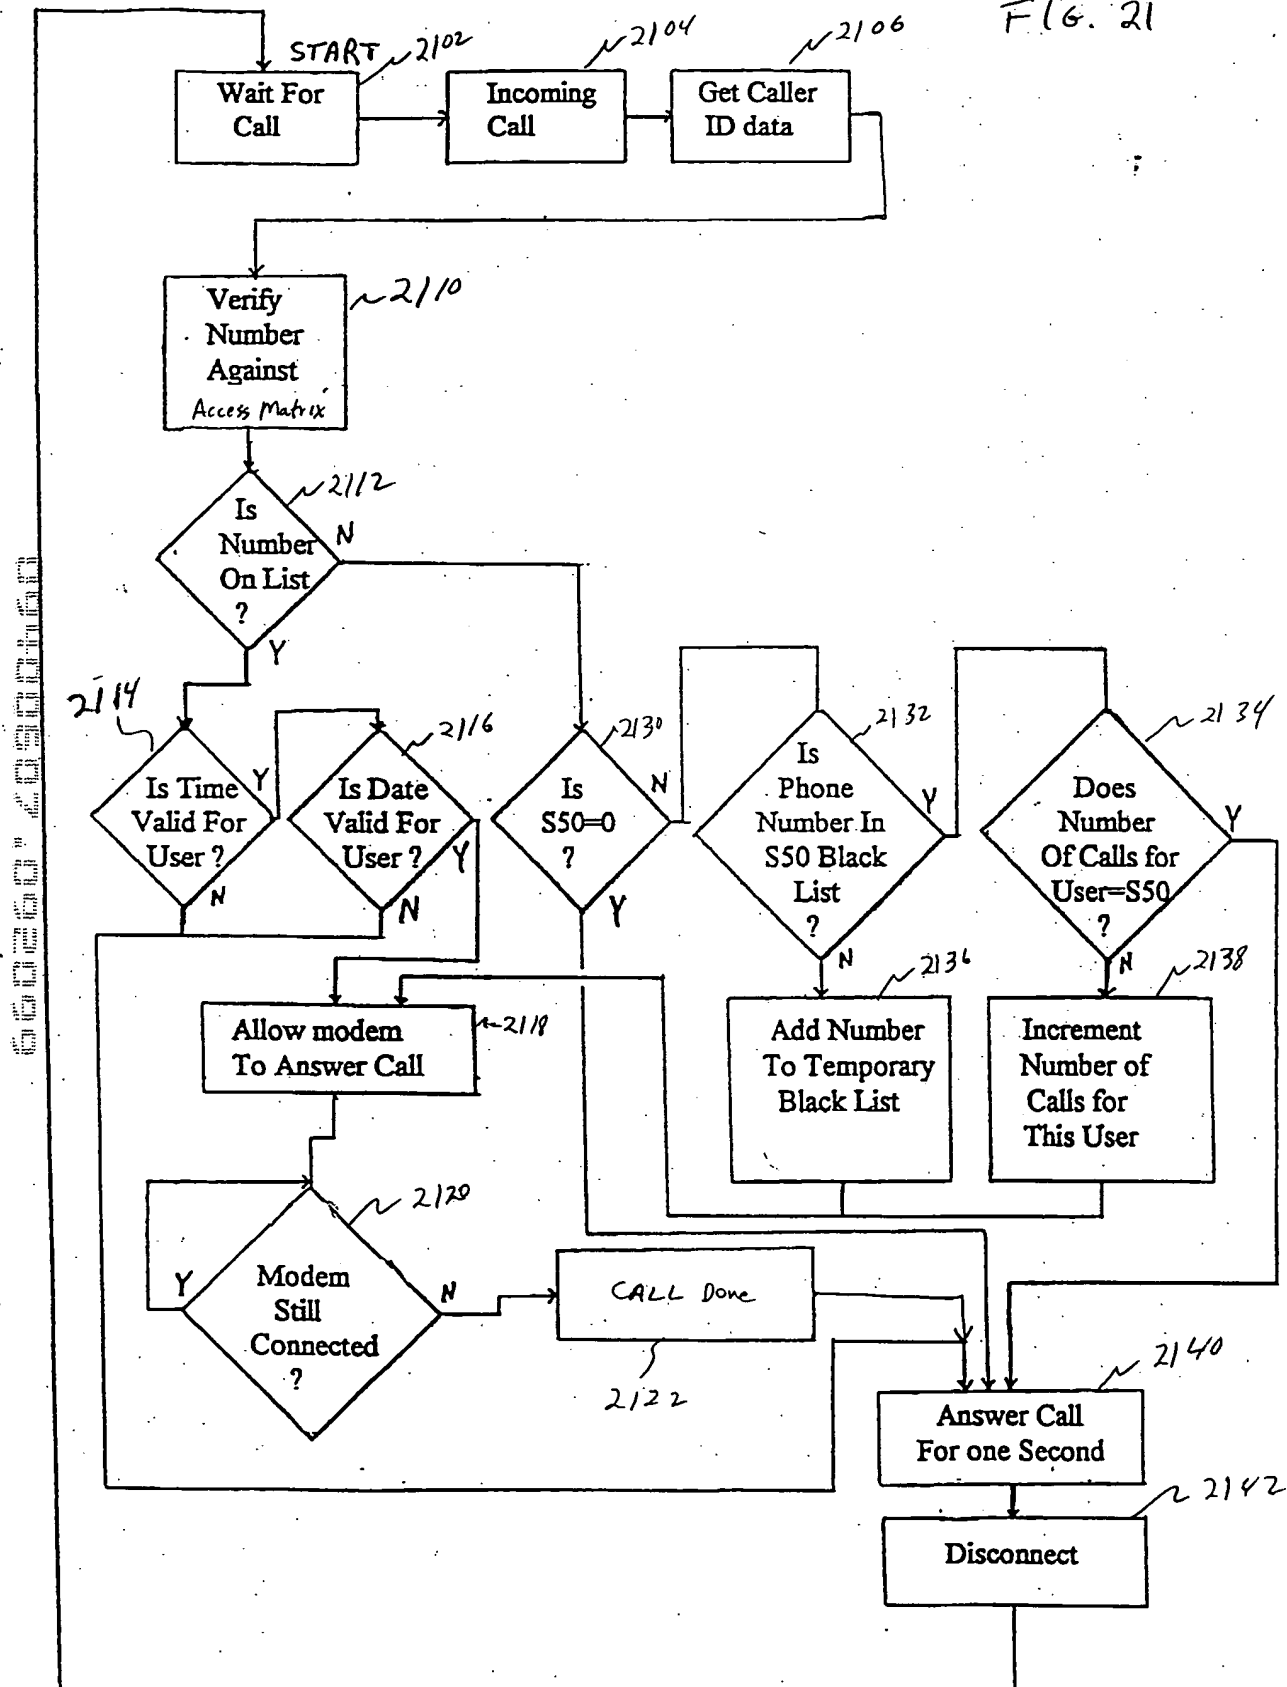 FIG. 21
START
2102
2104
2106
Wait For
Call
Incoming
Call
Get Caller
ID data
2110
Verify
Number
Against
Access Matrix
2112
Is
Number
On List
?
N
Y
2114
Is Time
Valid For
User ?
Y
N
2116
Is Date
Valid For
User ?
Y
N
2130
Is
S50=0
?
N
Y
2132
Is
Phone
Number In
S50 Black
List
?
Y
N
2134
Does
Number
Of Calls for
User=S50
?
Y
N
2118
Allow modem
To Answer Call
2136
Add Number
To Temporary
Black List
2138
Increment
Number of
Calls for
This User
2120
Modem
Still
Connected
?
Y
N
CALL Done
2122
2140
Answer Call
For one Second
2142
Disconnect